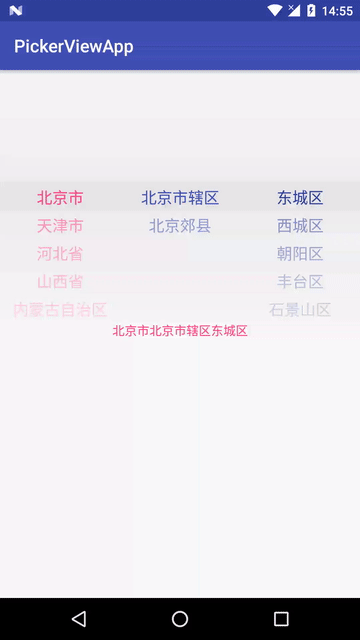 14:55
PickerViewApp
北京市 北京市辖区 东城区
天津市 北京郊县 西城区
河北省 朝阳区
山西省 丰台区
内蒙古自治区 石景山区
北京市北京市辖区东城区